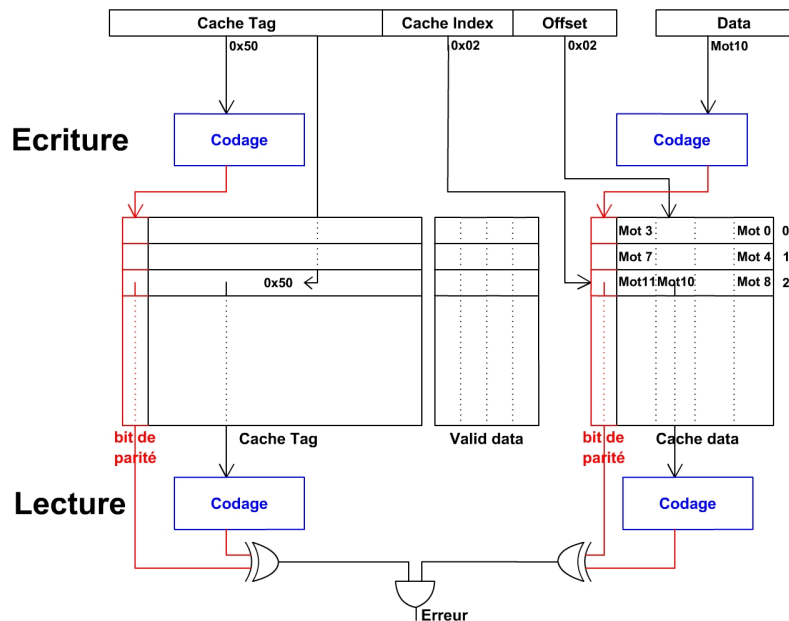 Cache Tag Cache Index Offset Data
0x50 0x02 0x02 Mot10
Ecriture
Codage Codage
Mot 3 Mot 0 0
Mot 7 Mot 4 1
0x50 Mot11 Mot10 Mot 8 2
bit de parité
Cache Tag
Valid data
bit de parité
Cache data
Lecture
Codage Codage
Erreur